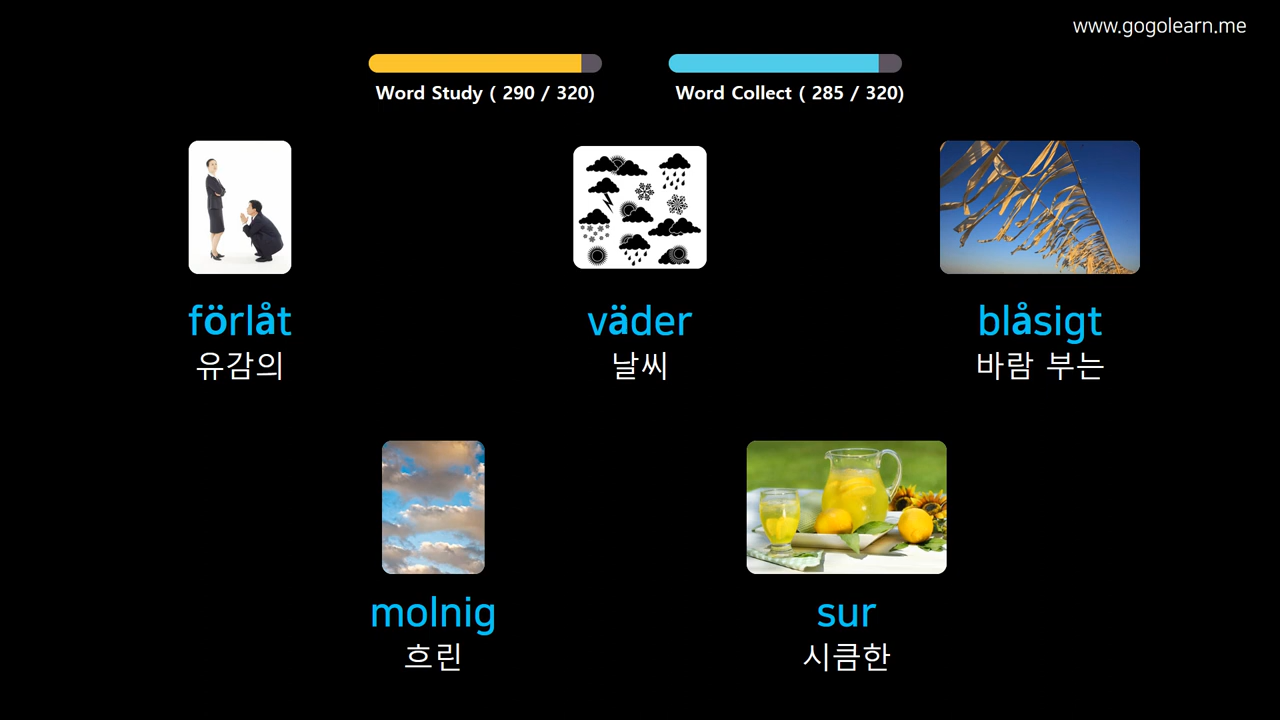 www.gogolearn.me
Word Study ( 290 / 320)
Word Collect ( 285 / 320)
förlåt
유감의
väder
날씨
blåsigt
바람 부는
molnig
흐린
sur
시큼한